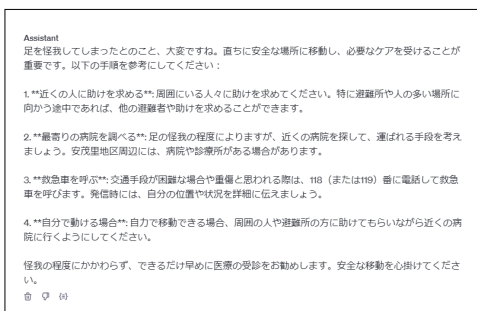 Assistant
足を怪我してしまったとのこと、大変ですね。直ちに安全な場所に移動し、必要なケアを受けることが
重要です。以下の手順を参考にしてください：
1. **近くの人に助けを求める**: 周囲にいる人々に助けを求めてください。特に避難所や人の多い場所に
向かう途中であれば、他の避難者や助けを求めることができます。
2. **最寄りの病院を調べる**: 足の怪我の程度によりますが、近くの病院を探して、運ばれる手段を考え
ましょう。安茂里地区周辺には、病院や診療所がある場合があります。
3. **救急車を呼ぶ**: 交通手段が困難な場合や重傷と思われる際は、118（または119）番に電話して救急
車を呼びます。発信時には、自分の位置や状況を詳細に伝えましょう。
4. **自分で動ける場合**: 自力で移動できる場合、周囲の人や避難所の方に助けてもらいながら近くの病
院に行くようにしてください。
怪我の程度にかかわらず、できるだけ早めに医療の受診をお勧めします。安全な移動を心掛けてくださ
い。
{x}